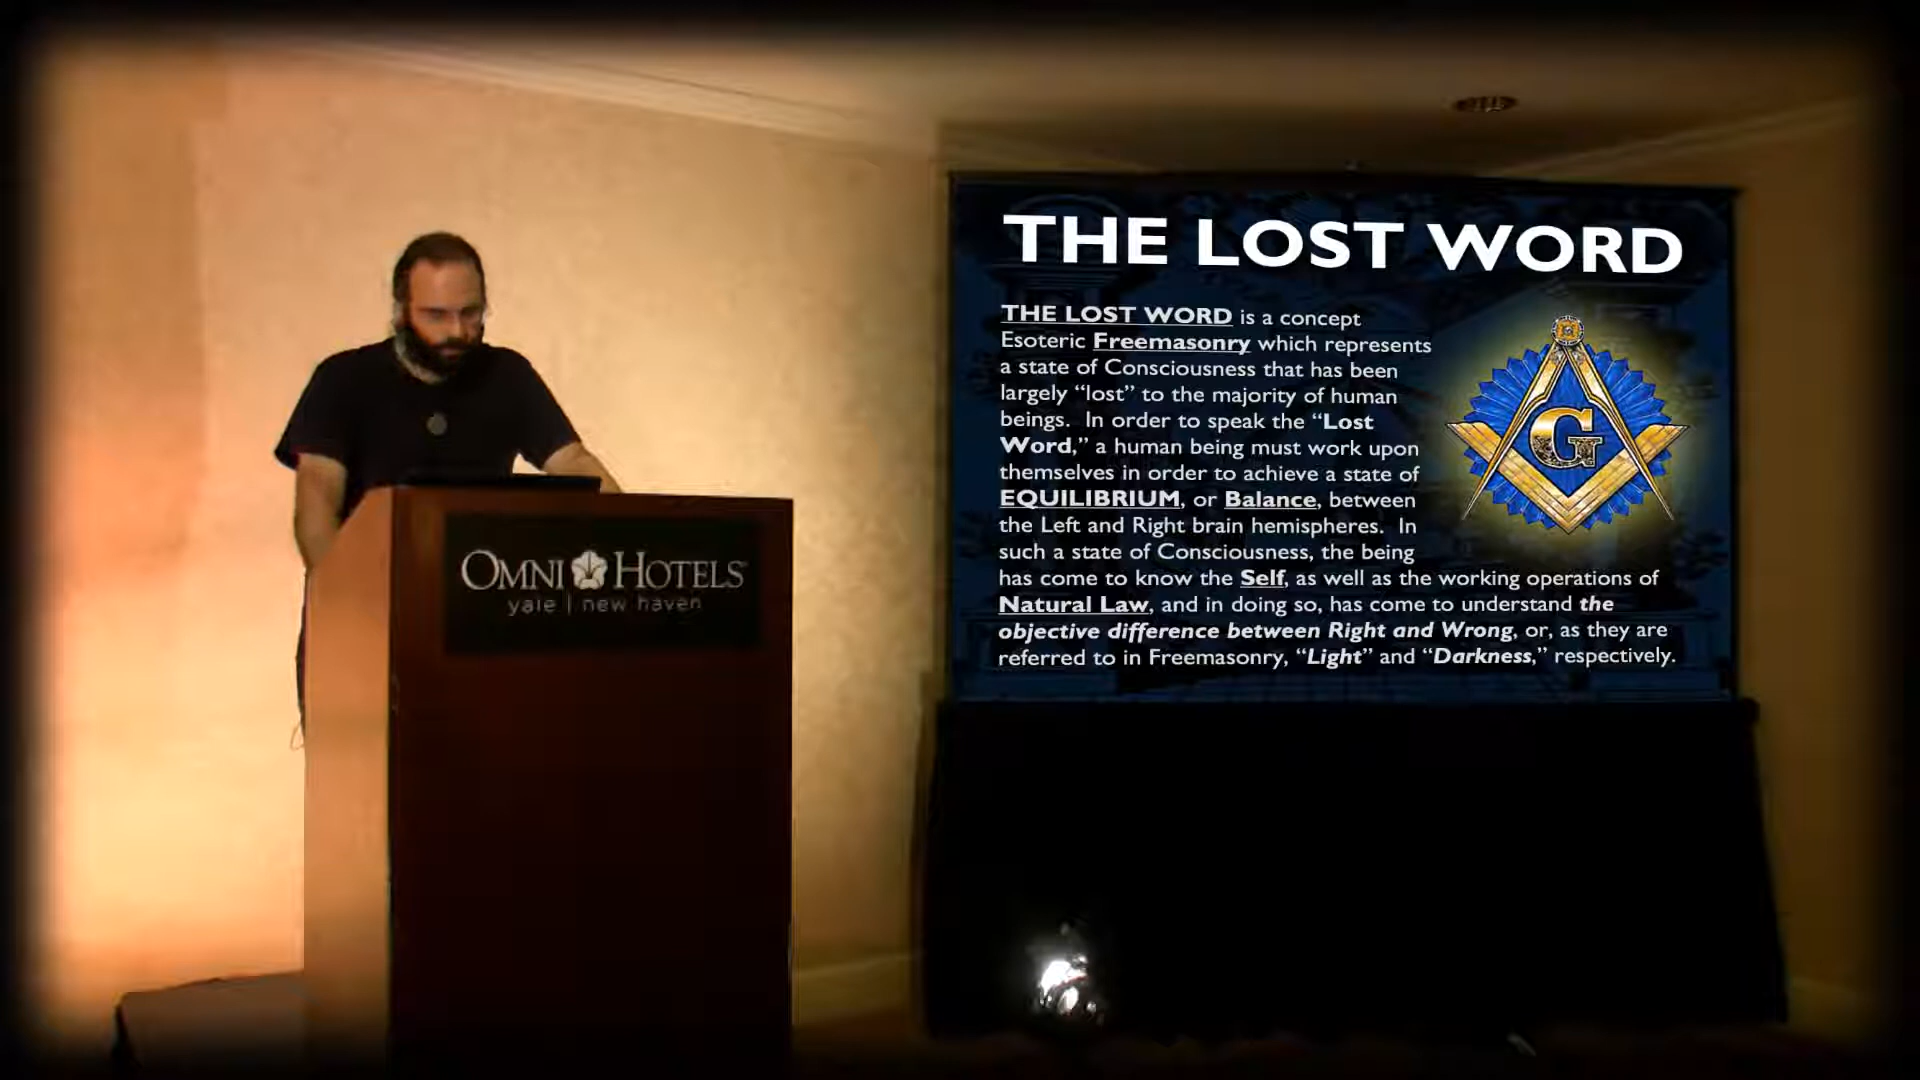 THE LOST WORD
THE LOST WORD is a concept
Esoteric Freemasonry which represents
a state of Consciousness that has been
largely “lost” to the majority of human
beings.  In order to speak the “Lost
Word,” a human being must work upon
themselves in order to achieve a state of
EQUILIBRIUM, or Balance, between
the Left and Right brain hemispheres.  In
such a state of Consciousness, the being
has come to know the Self, as well as the working operations of
Natural Law, and in doing so, has come to understand the
objective difference between Right and Wrong, or, as they are
referred to in Freemasonry, “Light” and “Darkness,” respectively.
G
OMNI HOTELS
yale | new haven